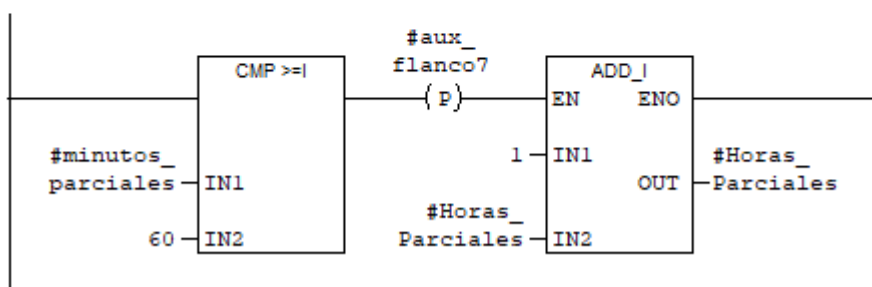 #aux_
flanco7
CMP >=I
ADD_I
(P)
EN ENO
#minutos_
parciales IN1
1 IN1
#Horas_
OUT Parciales
#Horas_
60 IN2
Parciales IN2